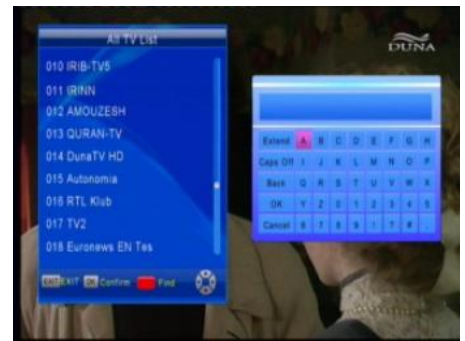 All TV List
DUNA
010 IRIB-TV5
011 IRINN
012 AMOUZESH
013 QURAN-TV
014 DunaTV HD
015 Autonomia
016 RTL Klub
017 TV2
018 Euronews EN Tes
EXIT EXIT OK Confirm Find
Extend A B C D E F G H
Caps Off I J K L M N O P
Back Q R S T U V W X
OK Y Z 0 1 2 3 4 5
Cancel 6 7 8 9 ! ? # .